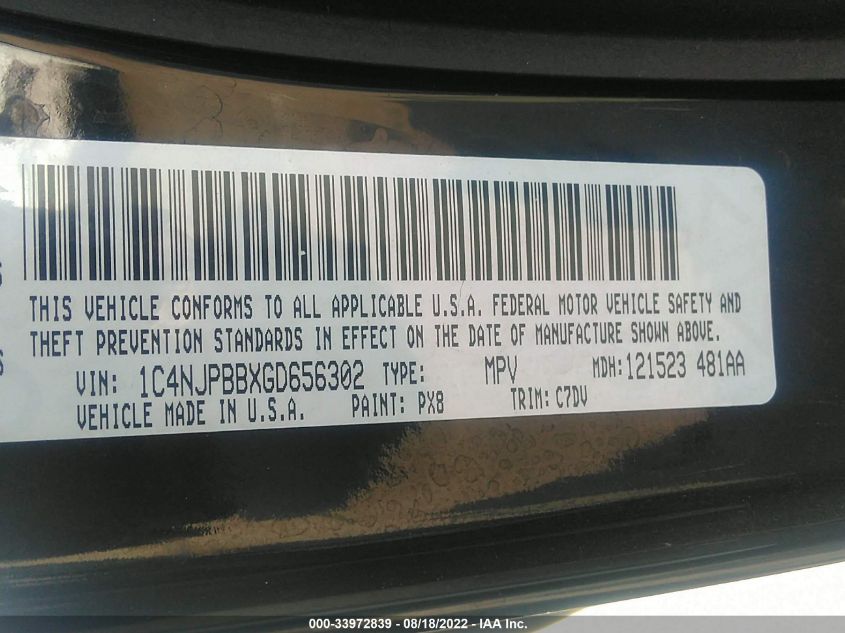 THIS VEHICLE CONFORMS TO ALL APPLICABLE U.S.A. FEDERAL MOTOR VEHICLE SAFETY AND
THEFT PREVENTION STANDARDS IN EFFECT ON THE DATE OF MANUFACTURE SHOWN ABOVE.
VIN: 1C4NJPBBXGD656302 TYPE: MPV MDH: 121523 481AA
VEHICLE MADE IN U.S.A. PAINT: PX8 TRIM: C7DV
000-33972839 - 08/18/2022 - IAA Inc.